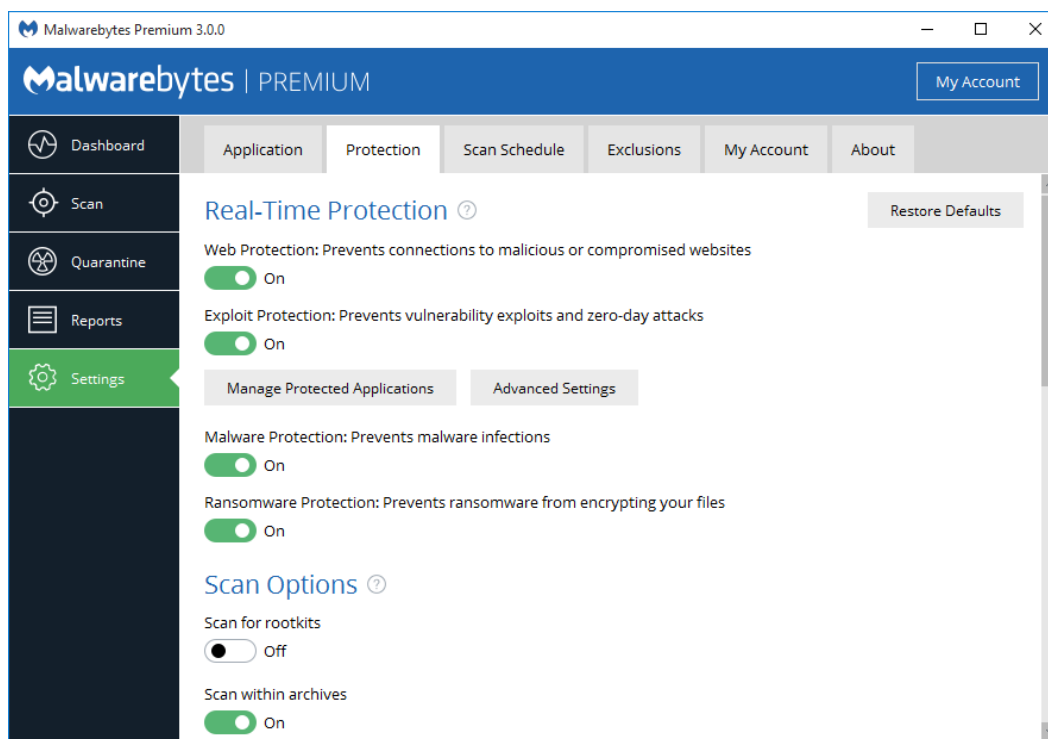 Malwarebytes Premium 3.0.0
Malwarebytes | PREMIUM
My Account
Dashboard
Scan
Quarantine
Reports
Settings
Application
Protection
Scan Schedule
Exclusions
My Account
About
Real-Time Protection ?
Restore Defaults
Web Protection: Prevents connections to malicious or compromised websites
On
Exploit Protection: Prevents vulnerability exploits and zero-day attacks
On
Manage Protected Applications
Advanced Settings
Malware Protection: Prevents malware infections
On
Ransomware Protection: Prevents ransomware from encrypting your files
On
Scan Options ?
Scan for rootkits
Off
Scan within archives
On